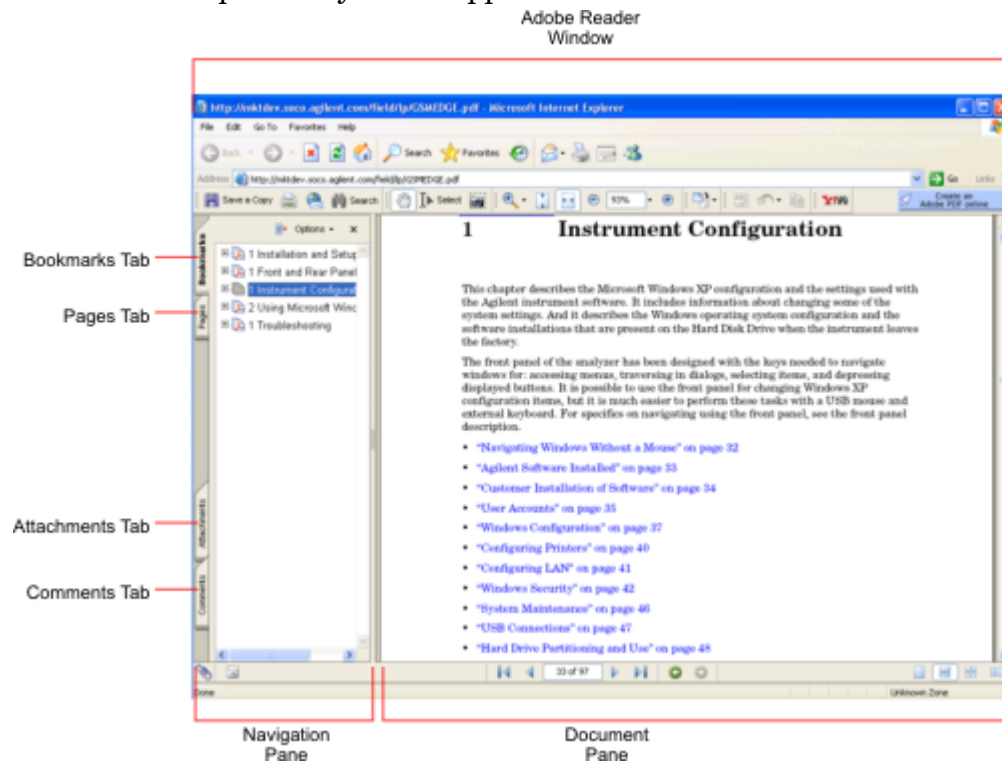 Adobe Reader
Window
http://mktdev.soco.agilent.com/field/lp/GSMEDGE.pdf - Microsoft Internet Explorer
File Edit Go To Favorites Help
Back Search Favorites
Address http://mktdev.soco.agilent.com/field/lp/GSMEDGE.pdf Go Links
Save a Copy Search Select 93% Create an
Adobe PDF online
Options x
Bookmarks
Pages
Attachments
Comments
1 Installation and Setup
1 Front and Rear Panel
1 Instrument Configurat
2 Using Microsoft Winc
1 Troubleshooting
Bookmarks Tab
Pages Tab
Attachments Tab
Comments Tab
1 Instrument Configuration
This chapter describes the Microsoft Windows XP configuration and the settings used with
the Agilent instrument software. It includes information about changing some of the
system settings. And it describes the Windows operating system configuration and the
software installations that are present on the Hard Disk Drive when the instrument leaves
the factory.
The front panel of the analyzer has been designed with the keys needed to navigate
windows for: accessing menus, traversing in dialogs, selecting items, and depressing
displayed buttons. It is possible to use the front panel for changing Windows XP
configuration items, but it is much easier to perform these tasks with a USB mouse and
external keyboard. For specifics on navigating using the front panel, see the front panel
description.
• “Navigating Windows Without a Mouse” on page 32
• “Agilent Software Installed” on page 33
• “Customer Installation of Software” on page 34
• “User Accounts” on page 35
• “Windows Configuration” on page 37
• “Configuring Printers” on page 40
• “Configuring LAN” on page 41
• “Windows Security” on page 42
• “System Maintenance” on page 46
• “USB Connections” on page 47
• “Hard Drive Partitioning and Use” on page 48
33 of 97
Done Unknown Zone
Navigation
Pane
Document
Pane